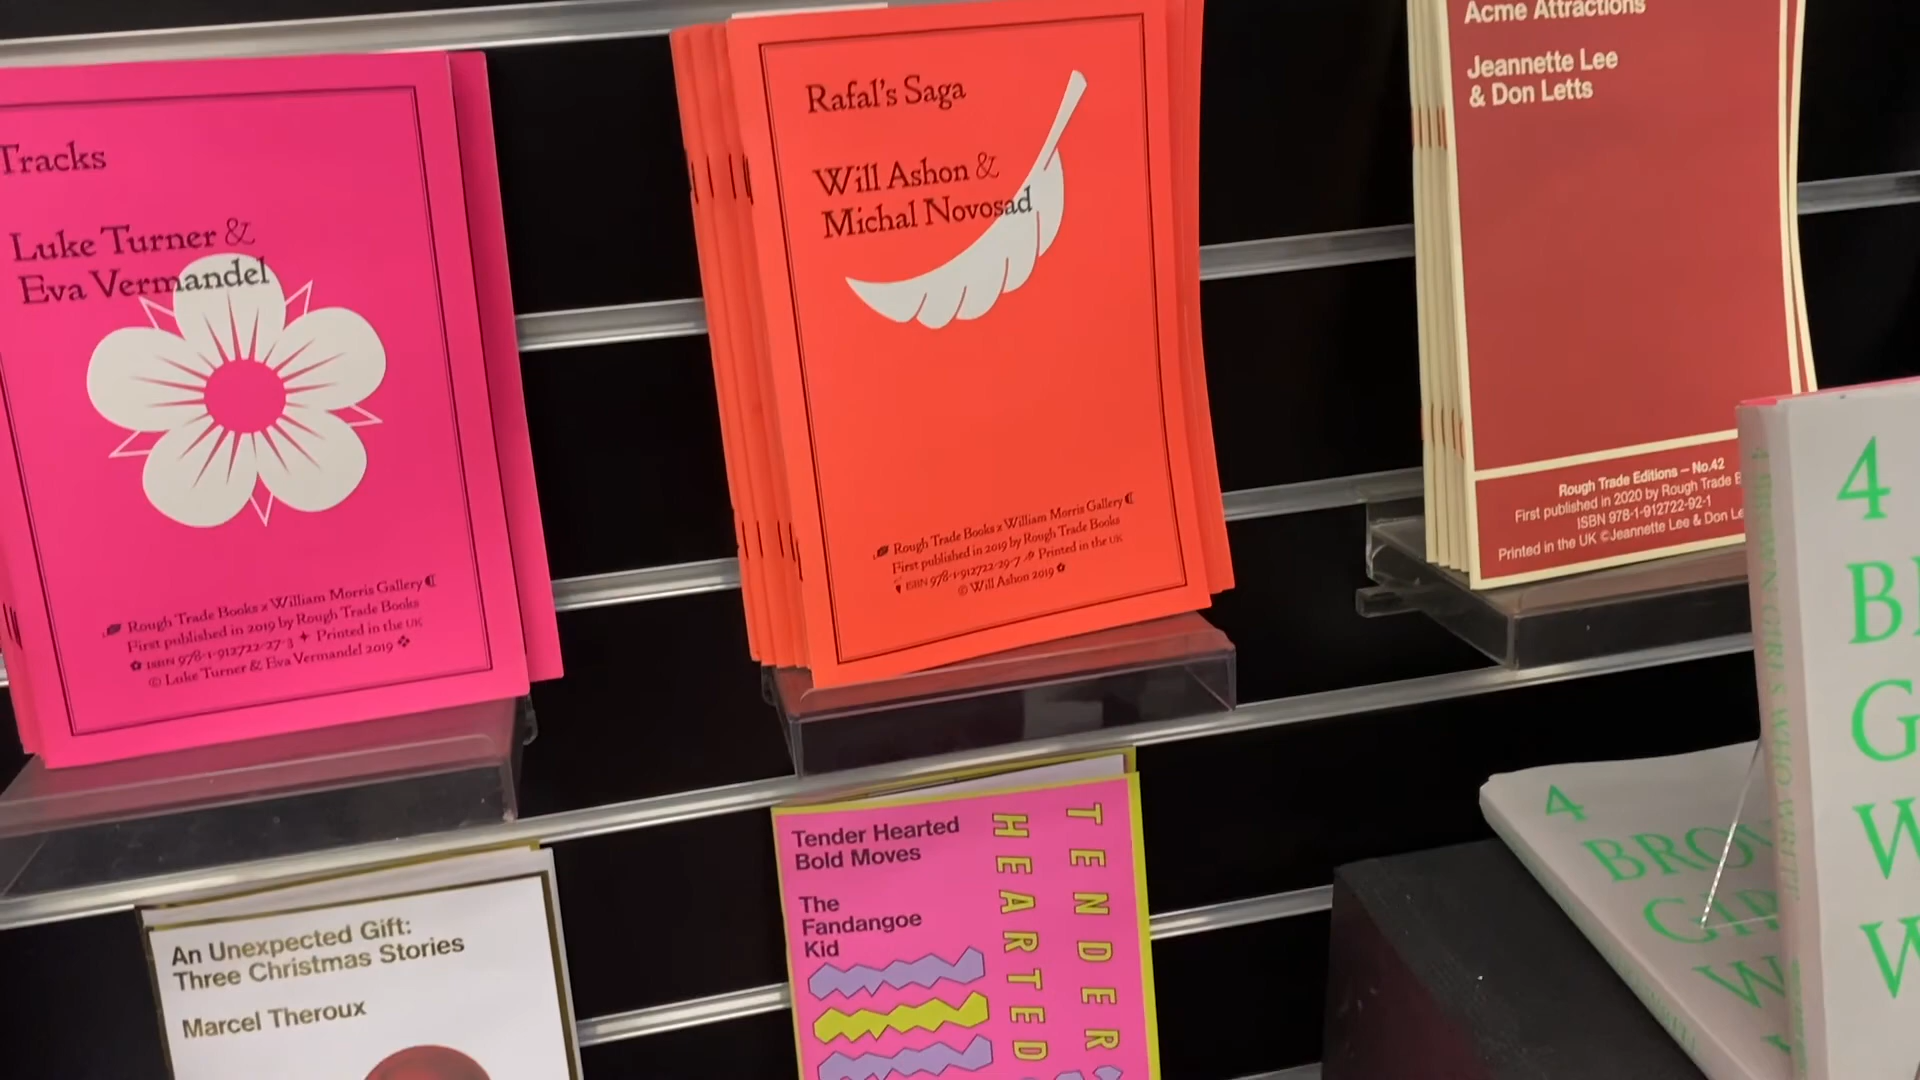 Tracks
Luke Turner &
Eva Vermandel
Rough Trade Books x William Morris Gallery
First published in 2019 by Rough Trade Books
ISBN 978-1-912722-27-3 Printed in the UK
© Luke Turner & Eva Vermandel 2019
Rafal's Saga
Will Ashon &
Michal Novosad
Rough Trade Books x William Morris Gallery
First published in 2019 by Rough Trade Books
ISBN 978-1-912722-29-7 Printed in the UK
© Will Ashon 2019
Acme Attractions
Jeannette Lee
& Don Letts
Rough Trade Editions – No.42
First published in 2020 by Rough Trade
ISBN 978-1-912722-92-1
Printed in the UK © Jeannette Lee & Don
An Unexpected Gift:
Three Christmas Stories
Marcel Theroux
Tender Hearted
Bold Moves
The
Fandangoe
Kid
TENDER
HEARTED
4
4